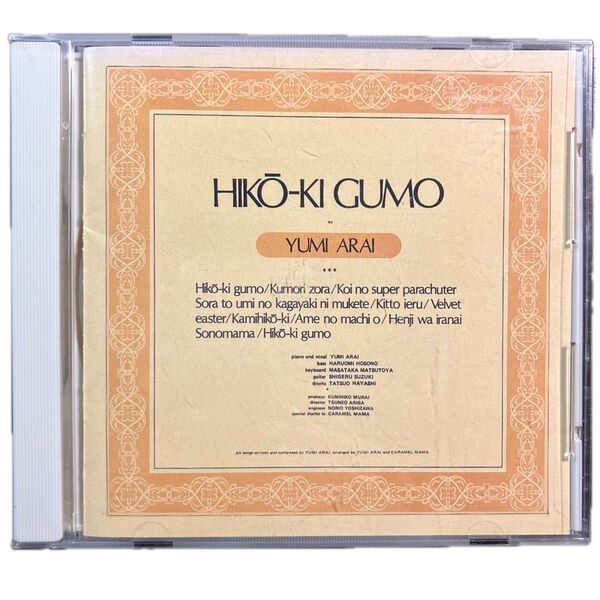 HIKŌ-KI GUMO
by
YUMI ARAI
***
Hikō-ki gumo/Kumori zora/Koi no super parachuter
Sora to umi no kagayaki ni mukete/Kitto ieru/Velvet
easter/Kamihikō-ki/Ame no machi o/Henji wa iranai
Sonomama/Hikō-ki gumo
piano and vocal YUMI ARAI
bass HARUOMI HOSONO
keyboard MASATAKA MATSUTOYA
guitar SHIGERU SUZUKI
drums TATSUO HAYASHI
*
producer KUNIHIKO MURAI
director TSUNEO ARIGA
engineer NORIO YOSHIZAWA
special thanks to CARAMEL MAMA
All songs written and composed by YUMI ARAI, arranged by YUMI ARAI and CARAMEL MAMA